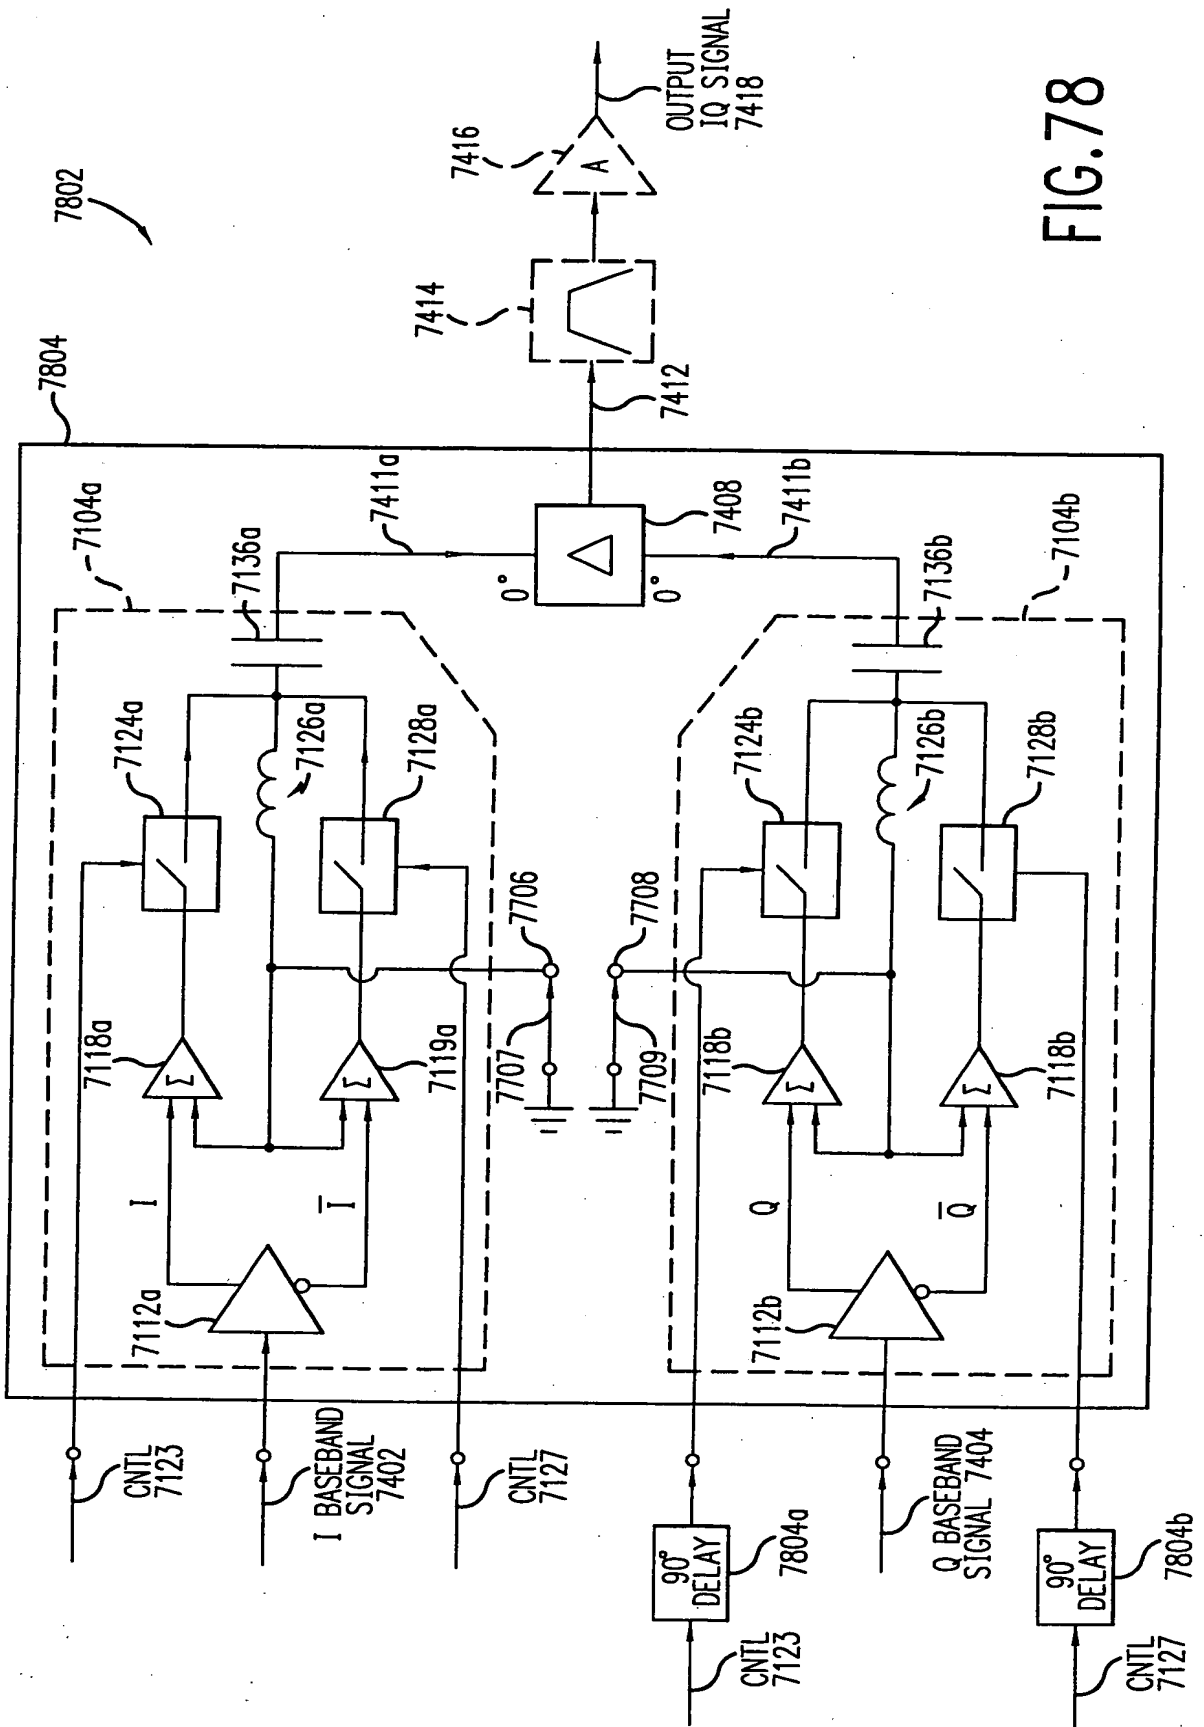 7802
7804
7104a
7136a
7124a
7126a
7128a
7118a
Σ
7119a
Σ
I
I̅
7112a
CNTL
7123
I BASEBAND
SIGNAL
7402
CNTL
7127
7411a
0°
0°
7408
7411b
7412
7414
7416
A
OUTPUT
IQ SIGNAL
7418
7706
7707
7708
7709
7104b
7136b
7124b
7126b
7128b
7118b
Σ
7118b
Σ
Q
Q̅
7112b
90°
DELAY
7804a
CNTL
7123
Q BASEBAND
SIGNAL 7404
90°
DELAY
7804b
CNTL
7127
FIG.78